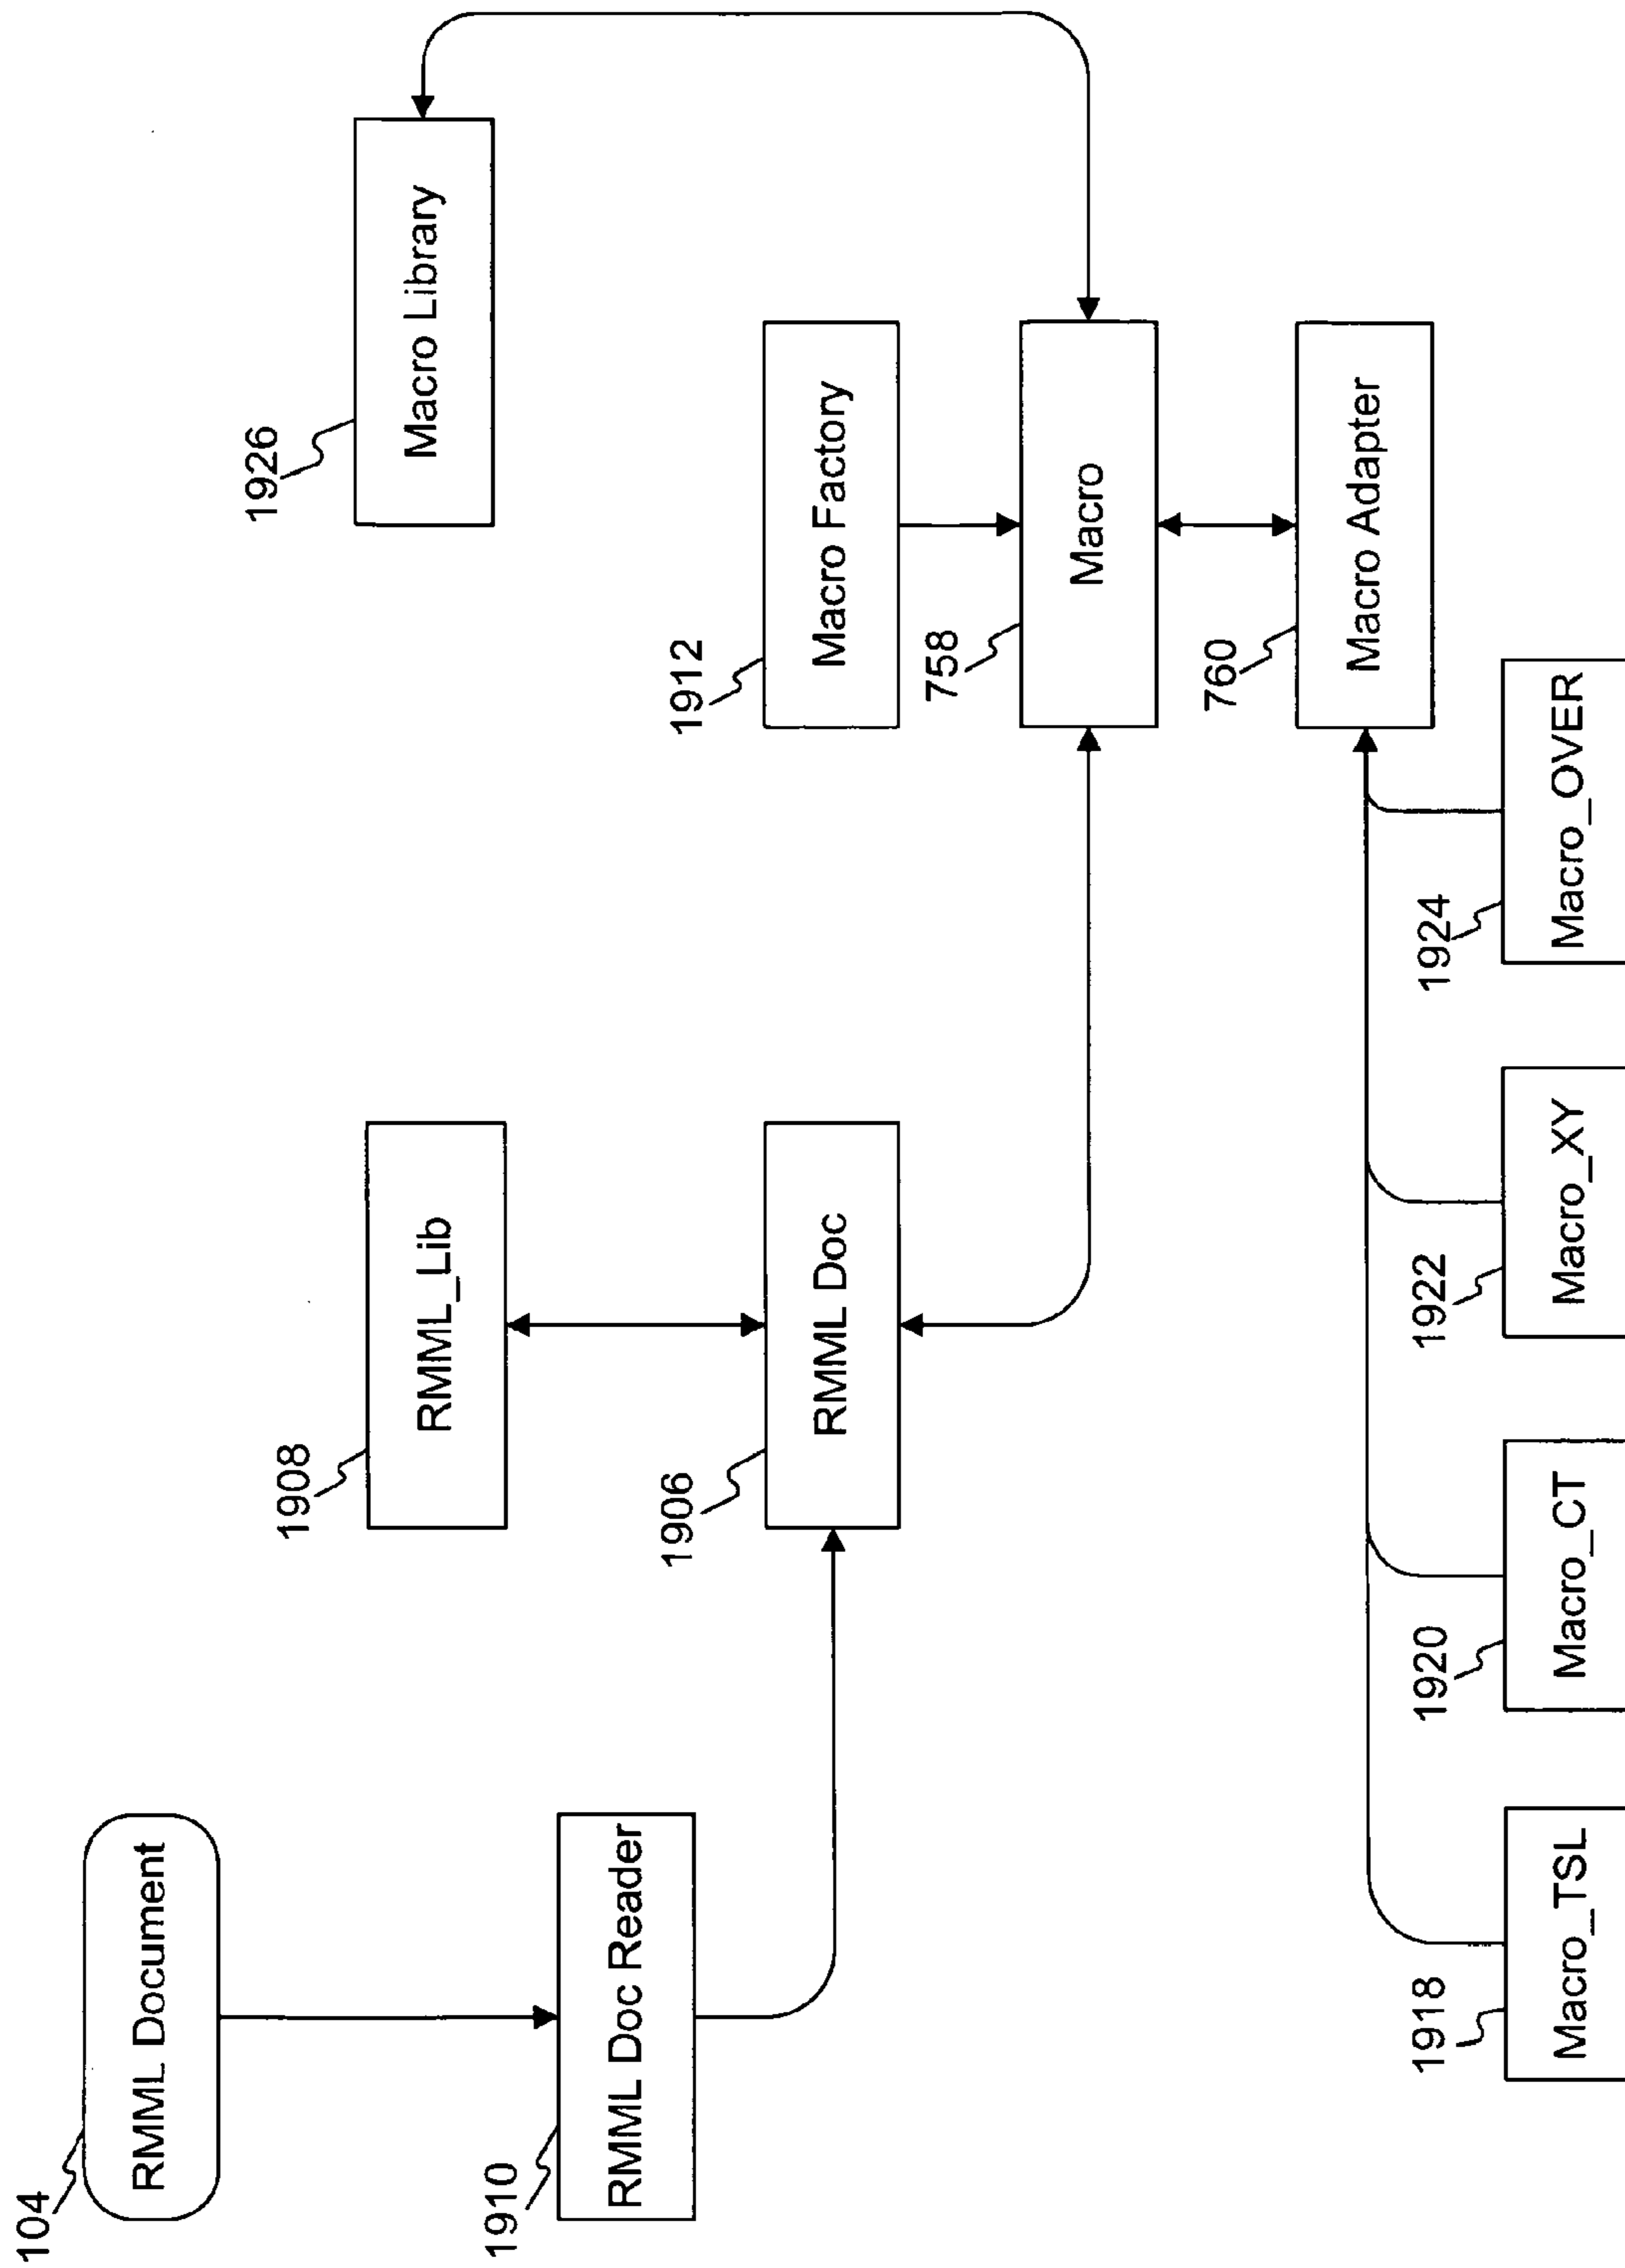 104
RMML Document
1926
Macro Library
1908
RMML_Lib
1910
RMML Doc Reader
1906
RMML Doc
1912
Macro Factory
758
Macro
760
Macro Adapter
1918
Macro_TSL
1920
Macro_CT
1922
Macro_XY
1924
Macro_OVER